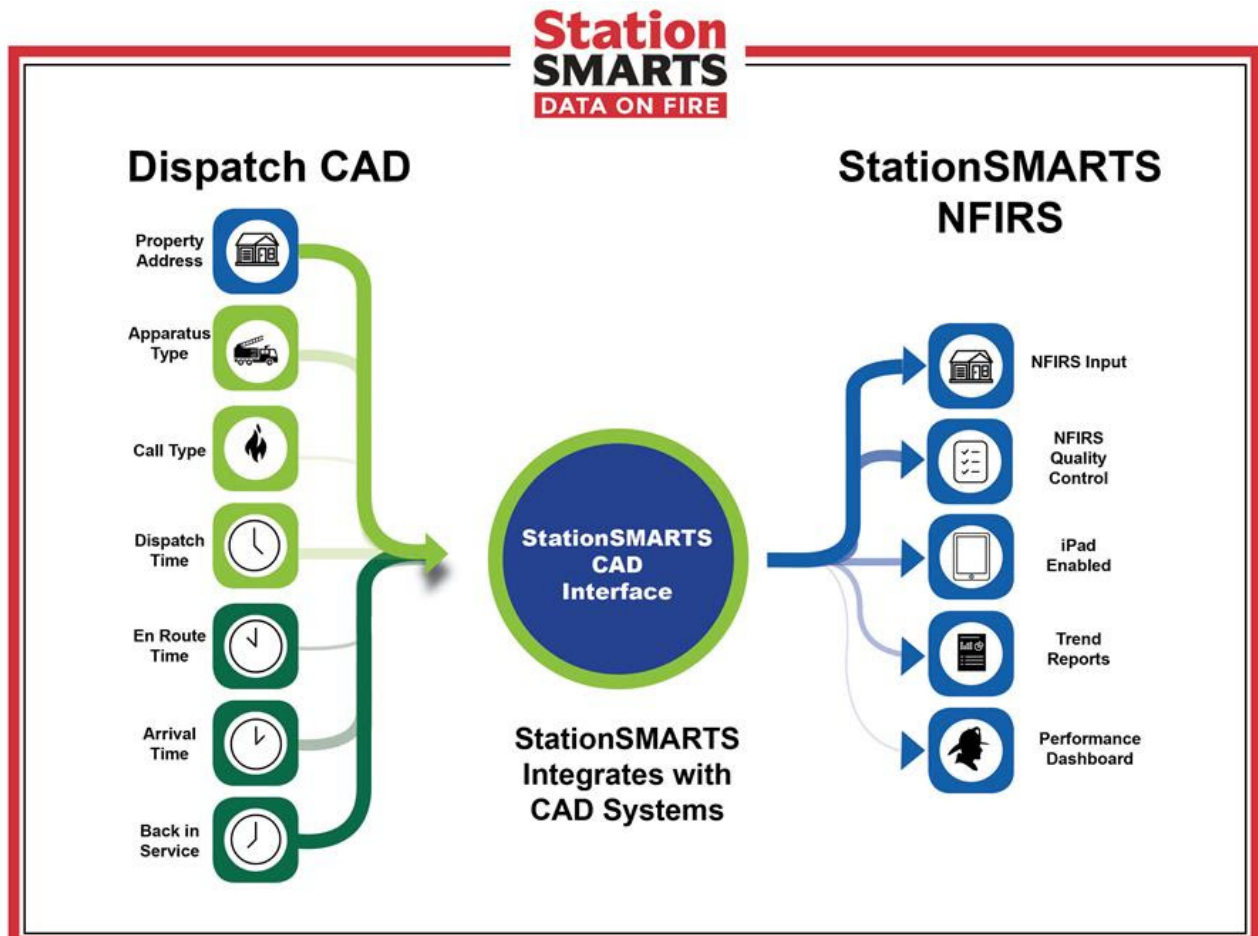 Station
SMARTS
DATA ON FIRE
Dispatch CAD
Property
Address
Apparatus
Type
Call Type
Dispatch
Time
En Route
Time
Arrival
Time
Back in
Service
StationSMARTS
CAD
Interface
StationSMARTS
Integrates with
CAD Systems
StationSMARTS
NFIRS
NFIRS Input
NFIRS
Quality
Control
iPad
Enabled
Trend
Reports
Performance
Dashboard